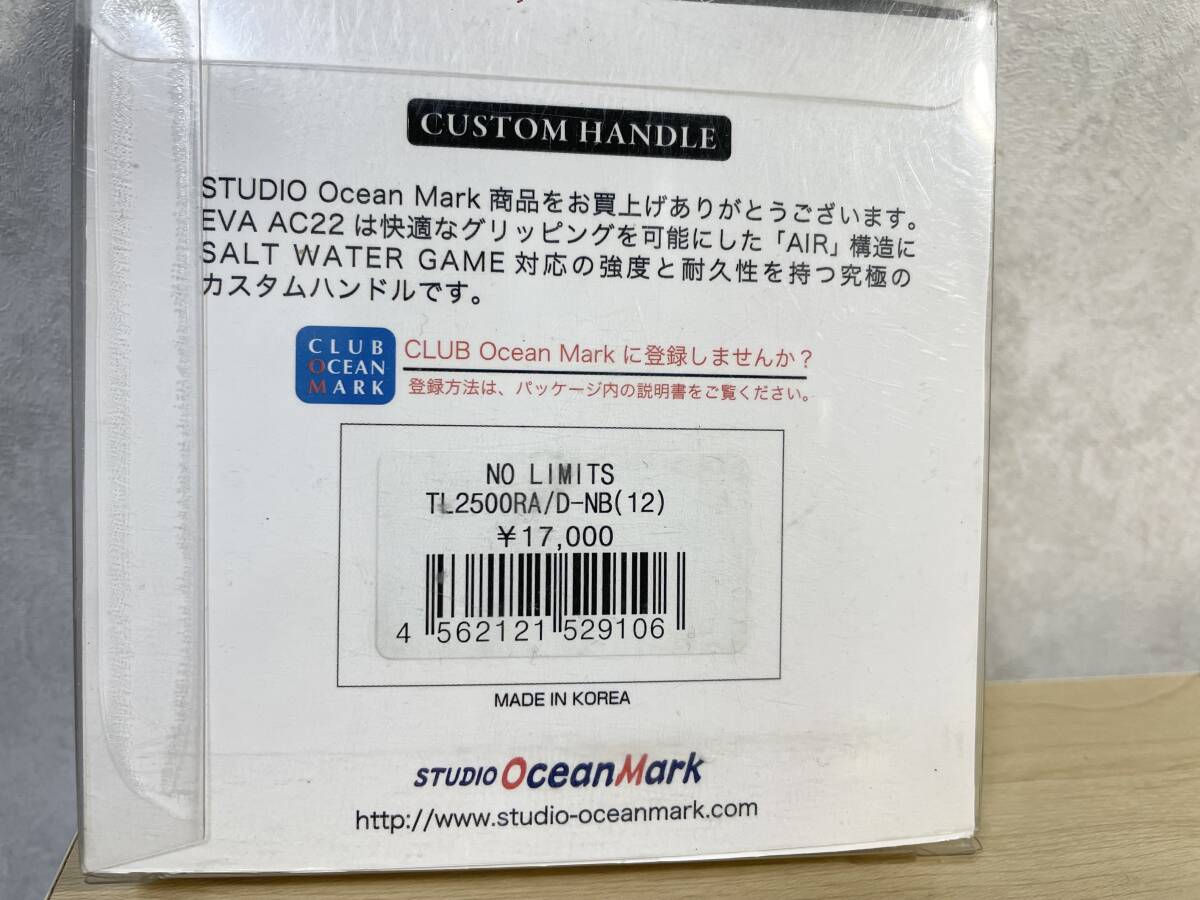 CUSTOM HANDLE
STUDIO Ocean Mark 商品をお買上げありがとうございます。
EVA AC22 は快適なグリッピングを可能にした「AIR」構造に
SALT WATER GAME 対応の強度と耐久性を持つ究極の
カスタムハンドルです。
CLUB
OCEAN
MARK
CLUB Ocean Mark に登録しませんか？
登録方法は、パッケージ内の説明書をご覧ください。
NO LIMITS
TL2500RA/D-NB(12)
￥17,000
4 562121 529106
MADE IN KOREA
STUDIO OceanMark
http://www.studio-oceanmark.com